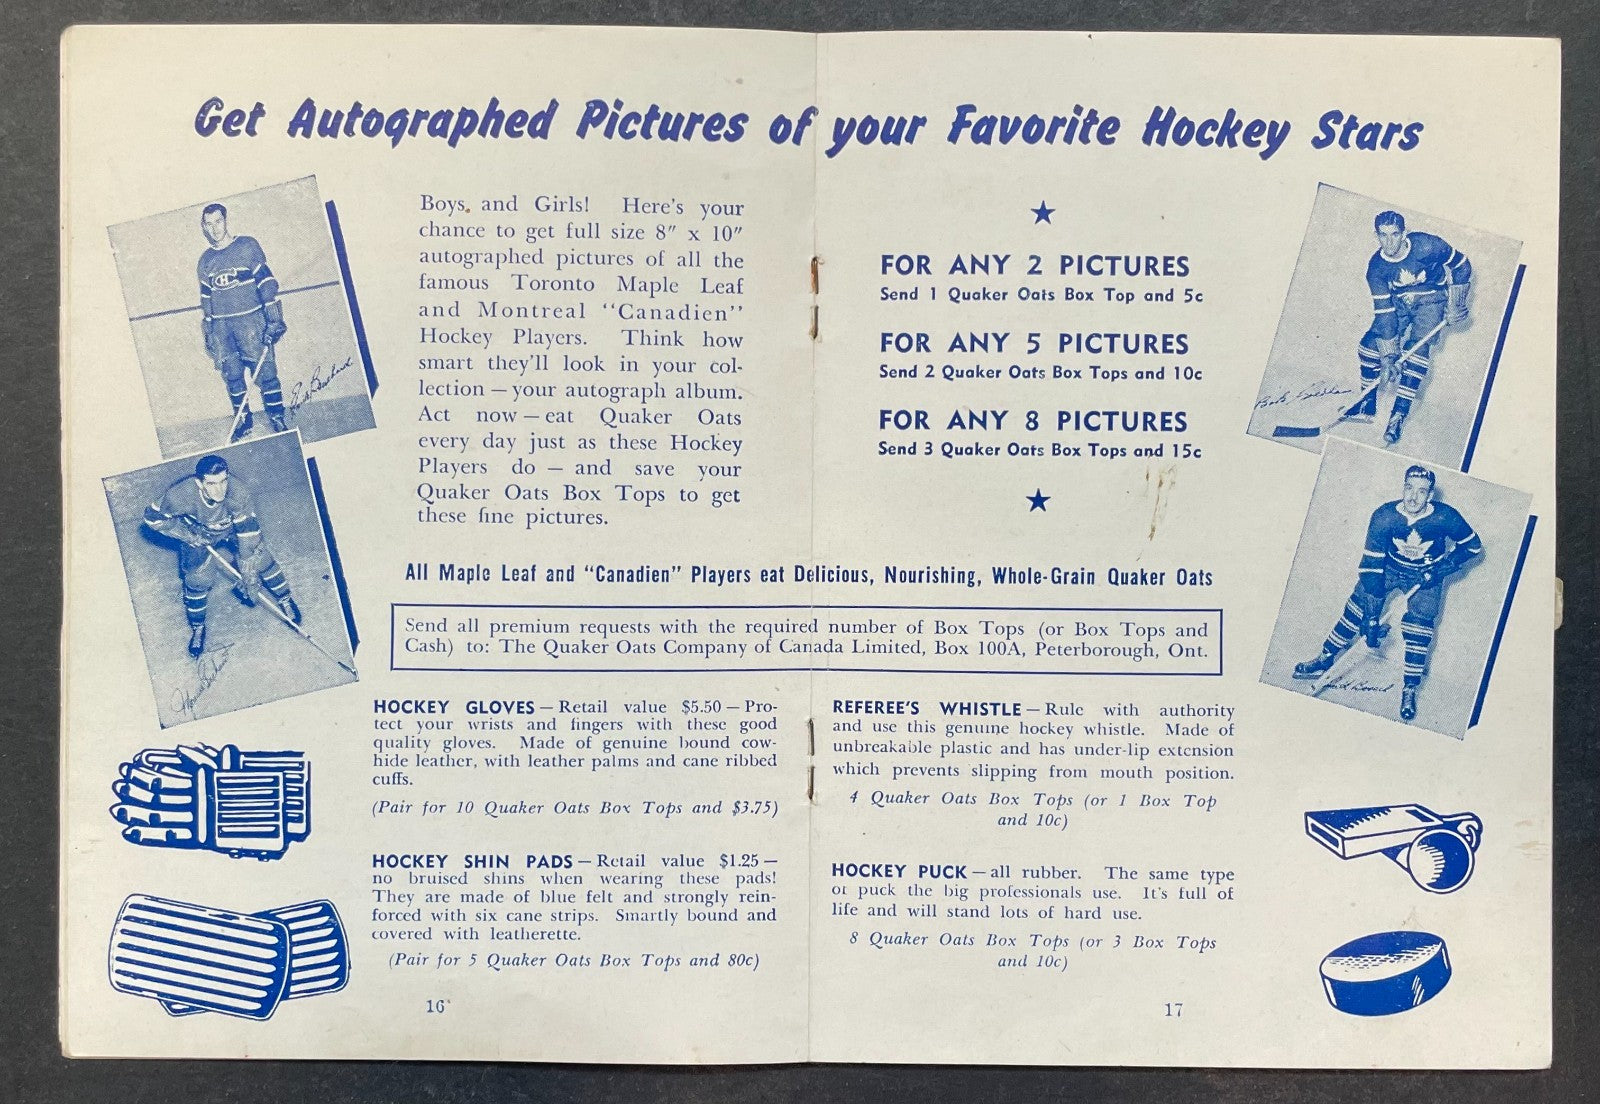 Get Autographed Pictures of your Favorite Hockey Stars
Boys and Girls! Here's your
chance to get full size 8" x 10"
autographed pictures of all the
famous Toronto Maple Leaf
and Montreal "Canadien"
Hockey Players. Think how
smart they'll look in your col-
lection — your autograph album.
Act now — eat Quaker Oats
every day just as these Hockey
Players do — and save your
Quaker Oats Box Tops to get
these fine pictures.
FOR ANY 2 PICTURES
Send 1 Quaker Oats Box Top and 5c
FOR ANY 5 PICTURES
Send 2 Quaker Oats Box Tops and 10c
FOR ANY 8 PICTURES
Send 3 Quaker Oats Box Tops and 15c
All Maple Leaf and "Canadien" Players eat Delicious, Nourishing, Whole-Grain Quaker Oats
Send all premium requests with the required number of Box Tops (or Box Tops and
Cash) to: The Quaker Oats Company of Canada Limited, Box 100A, Peterborough, Ont.
HOCKEY GLOVES — Retail value $5.50 — Pro-
tect your wrists and fingers with these good
quality gloves. Made of genuine bound cow-
hide leather, with leather palms and cane ribbed
cuffs.
(Pair for 10 Quaker Oats Box Tops and $3.75)
HOCKEY SHIN PADS — Retail value $1.25 —
no bruised shins when wearing these pads!
They are made of blue felt and strongly rein-
forced with six cane strips. Smartly bound and
covered with leatherette.
(Pair for 5 Quaker Oats Box Tops and 80c)
16
REFEREE'S WHISTLE — Rule with authority
and use this genuine hockey whistle. Made of
unbreakable plastic and has under-lip extension
which prevents slipping from mouth position.
4 Quaker Oats Box Tops (or 1 Box Top
and 10c)
HOCKEY PUCK — all rubber. The same type
of puck the big professionals use. It's full of
life and will stand lots of hard use.
8 Quaker Oats Box Tops (or 3 Box Tops
and 10c)
17